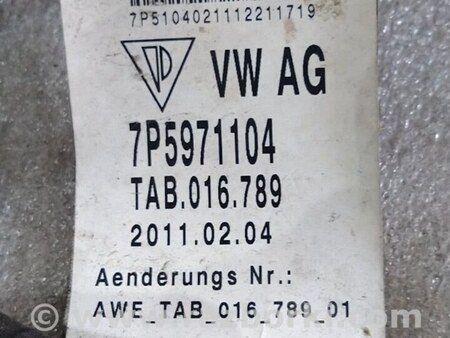 7P5104021112211719
VW AG
7P5971104
TAB.016.789
2011.02.04
Aenderungs Nr.:
AWE_TAB_016_789_01